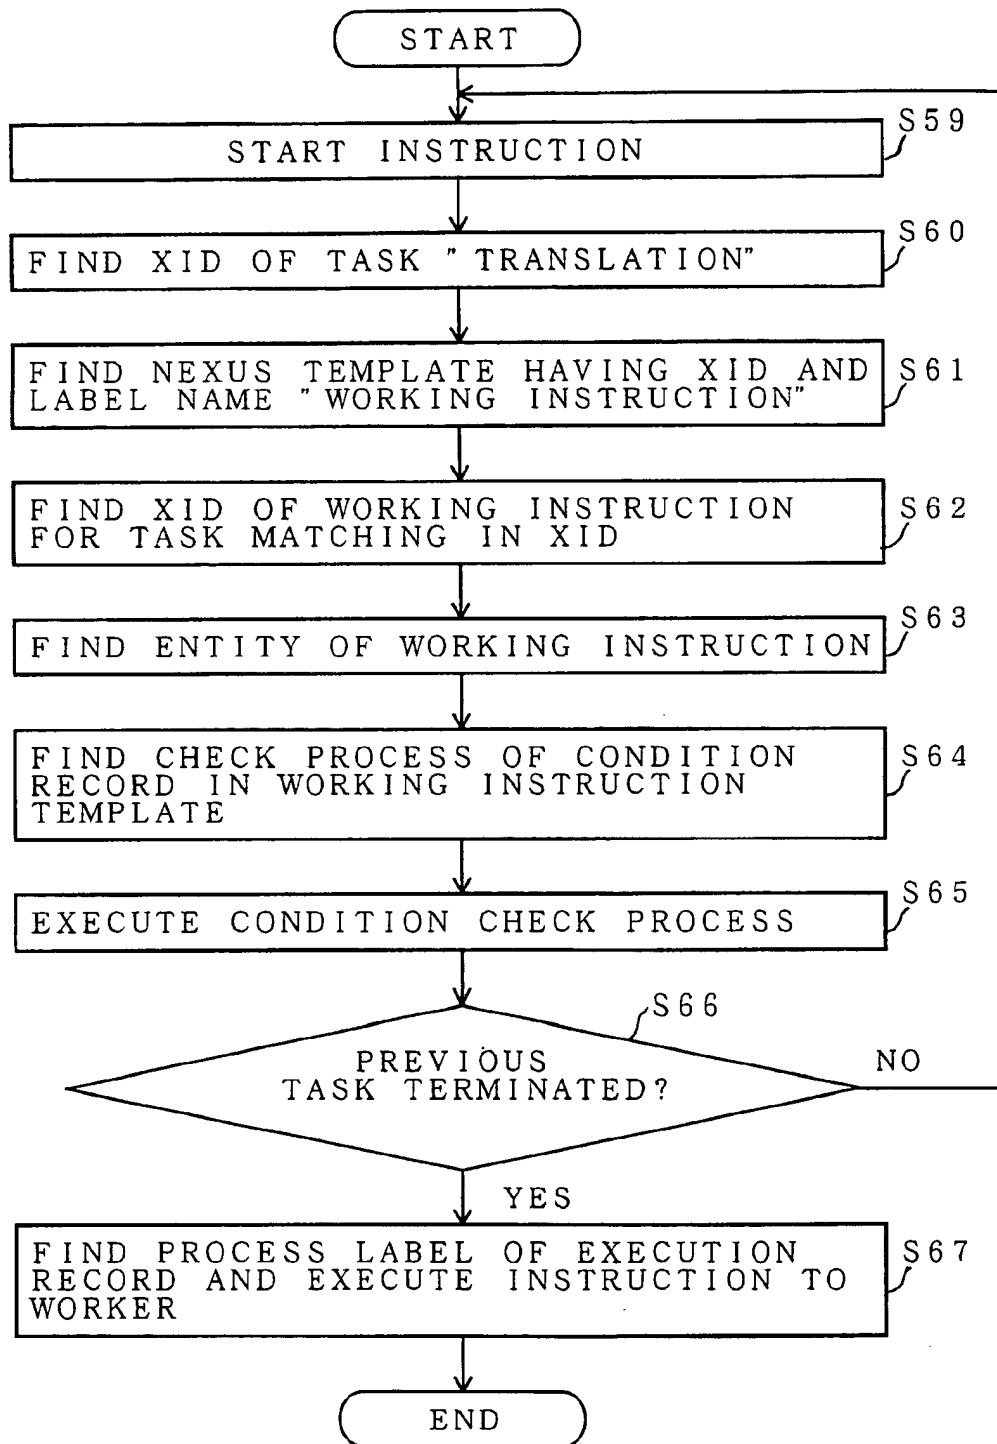 START
S59
START INSTRUCTION
S60
FIND XID OF TASK "TRANSLATION"
S61
FIND NEXUS TEMPLATE HAVING XID AND
LABEL NAME "WORKING INSTRUCTION"
S62
FIND XID OF WORKING INSTRUCTION
FOR TASK MATCHING IN XID
S63
FIND ENTITY OF WORKING INSTRUCTION
S64
FIND CHECK PROCESS OF CONDITION
RECORD IN WORKING INSTRUCTION
TEMPLATE
S65
EXECUTE CONDITION CHECK PROCESS
S66
PREVIOUS
TASK TERMINATED?
NO
YES
S67
FIND PROCESS LABEL OF EXECUTION
RECORD AND EXECUTE INSTRUCTION TO
WORKER
END